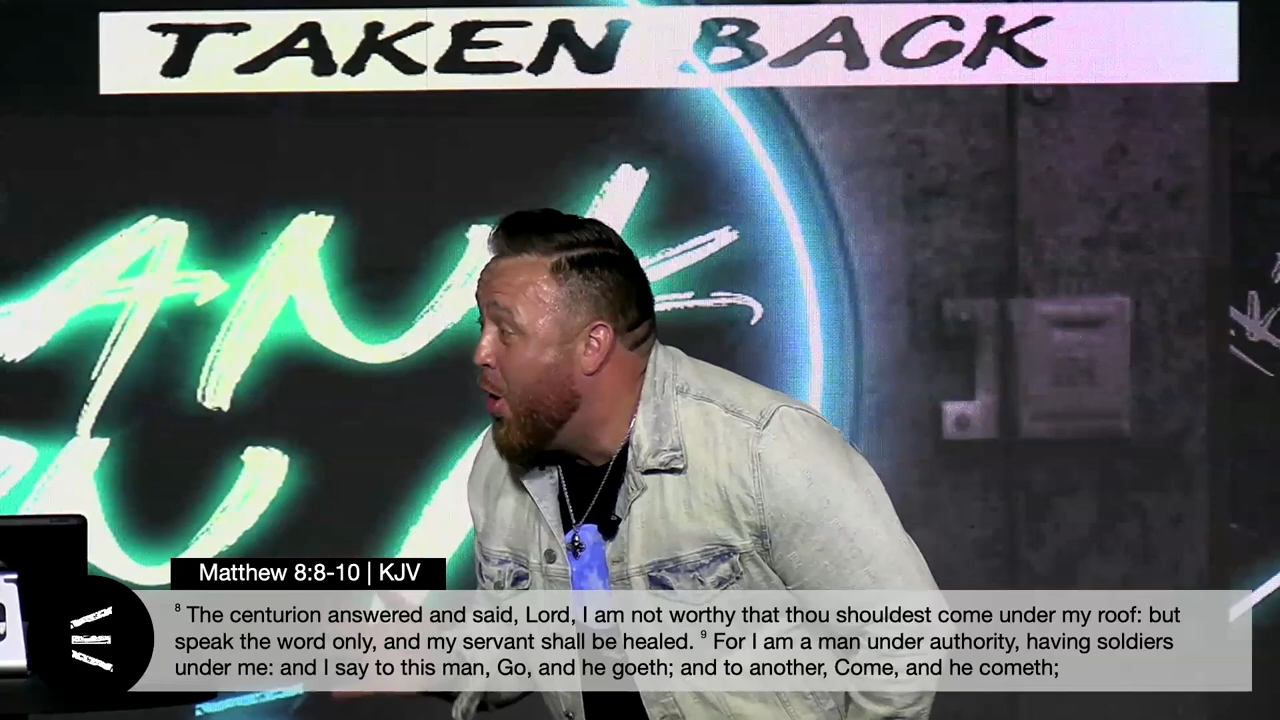 TAKEN BACK
Matthew 8:8-10 | KJV
⁸ The centurion answered and said, Lord, I am not worthy that thou shouldest come under my roof: but
speak the word only, and my servant shall be healed. ⁹ For I am a man under authority, having soldiers
under me: and I say to this man, Go, and he goeth; and to another, Come, and he cometh;